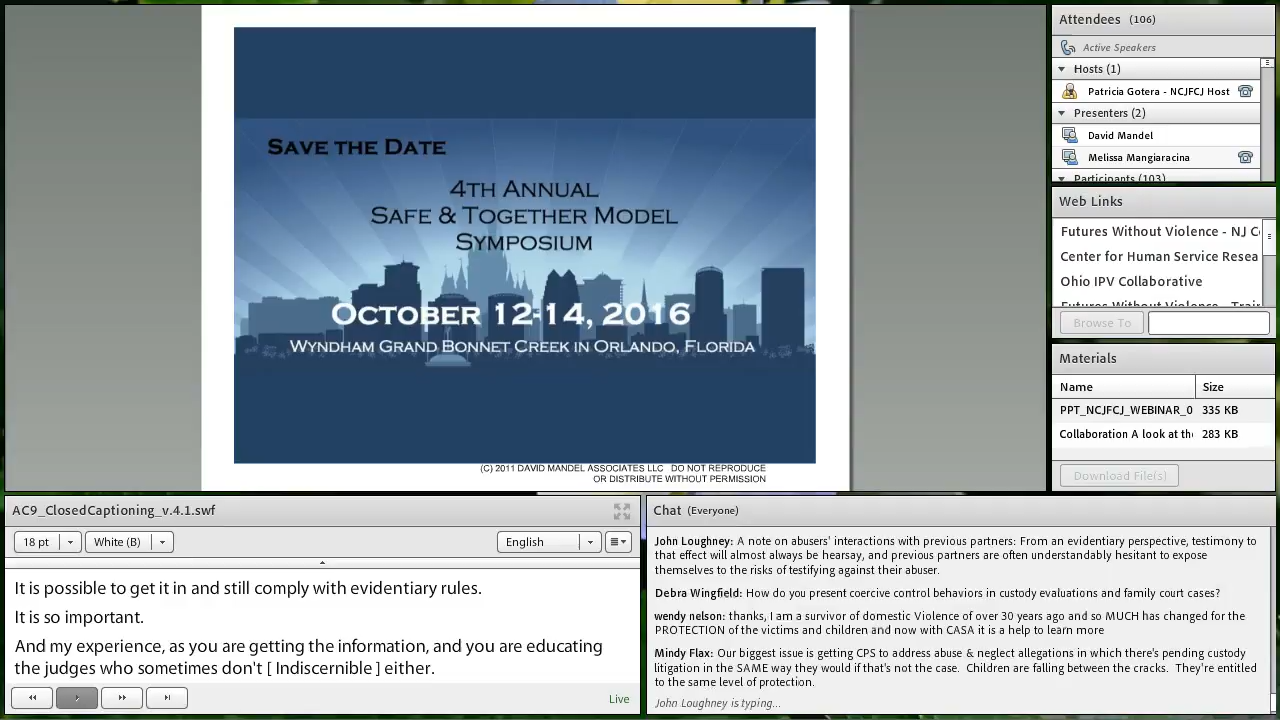 SAVE THE DATE
4TH ANNUAL
SAFE & TOGETHER MODEL
SYMPOSIUM
OCTOBER 12-14, 2016
WYNDHAM GRAND BONNET CREEK IN ORLANDO, FLORIDA
(C) 2011 DAVID MANDEL ASSOCIATES LLC DO NOT REPRODUCE
OR DISTRIBUTE WITHOUT PERMISSION
Attendees (106)
Active Speakers
Hosts (1)
Patricia Gotera - NCJFCJ Host
Presenters (2)
David Mandel
Melissa Mangiaracina
Participants (103)
Web Links
Futures Without Violence - NJ C
Center for Human Service Resea
Ohio IPV Collaborative
Futures Without Violence - Trai
Browse To
Materials
Name Size
PPT_NCJFCJ_WEBINAR_0 335 KB
Collaboration A look at the 283 KB
Download File(s)
AC9_ClosedCaptioning_v.4.1.swf
18 pt White (B) English
It is possible to get it in and still comply with evidentiary rules.
It is so important.
And my experience, as you are getting the information, and you are educating
the judges who sometimes don't [ Indiscernible ] either.
Live
Chat (Everyone)
John Loughney: A note on abusers' interactions with previous partners: From an evidentiary perspective, testimony to
that effect will almost always be hearsay, and previous partners are often understandably hesitant to expose
themselves to the risks of testifying against their abuser.
Debra Wingfield: How do you present coercive control behaviors in custody evaluations and family court cases?
wendy nelson: thanks, I am a survivor of domestic Violence of over 30 years ago and so MUCH has changed for the
PROTECTION of the victims and children and now with CASA it is a help to learn more
Mindy Flax: Our biggest issue is getting CPS to address abuse & neglect allegations in which there's pending custody
litigation in the SAME way they would if that's not the case. Children are falling between the cracks. They're entitled
to the same level of protection.
John Loughney is typing...